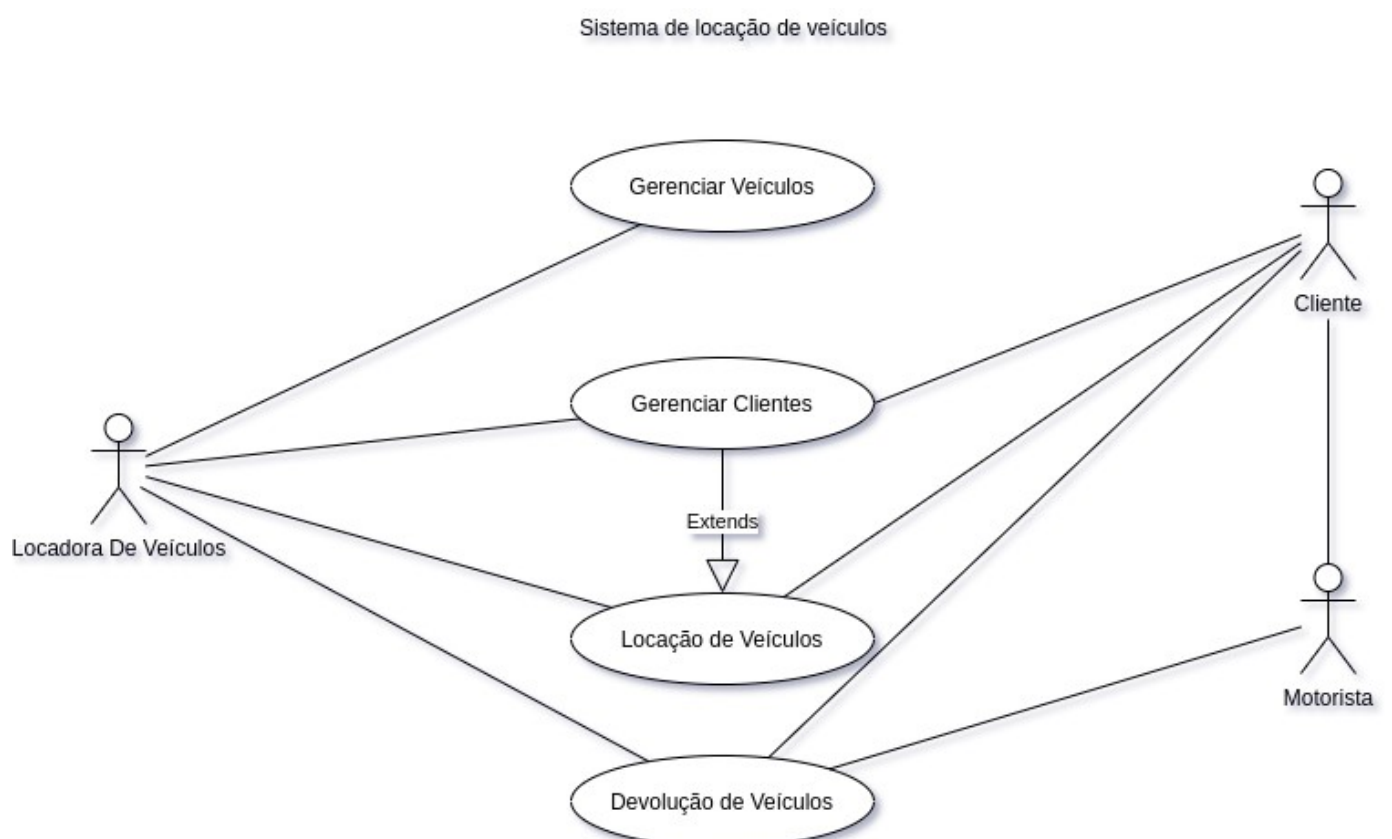 Sistema de locação de veículos
Gerenciar Veículos
Cliente
Gerenciar Clientes
Locadora De Veículos
Extends
Locação de Veículos
Motorista
Devolução de Veículos